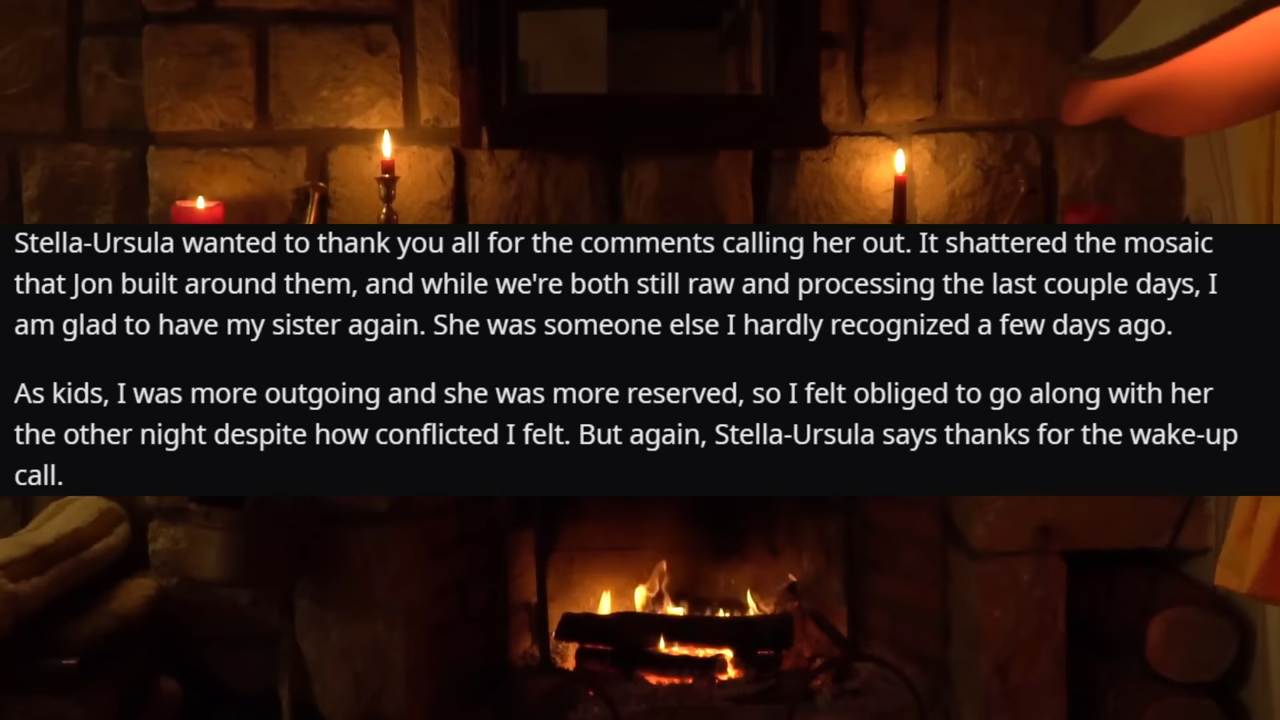 Stella-Ursula wanted to thank you all for the comments calling her out. It shattered the mosaic
that Jon built around them, and while we're both still raw and processing the last couple days, I
am glad to have my sister again. She was someone else I hardly recognized a few days ago.
As kids, I was more outgoing and she was more reserved, so I felt obliged to go along with her
the other night despite how conflicted I felt. But again, Stella-Ursula says thanks for the wake-up
call.